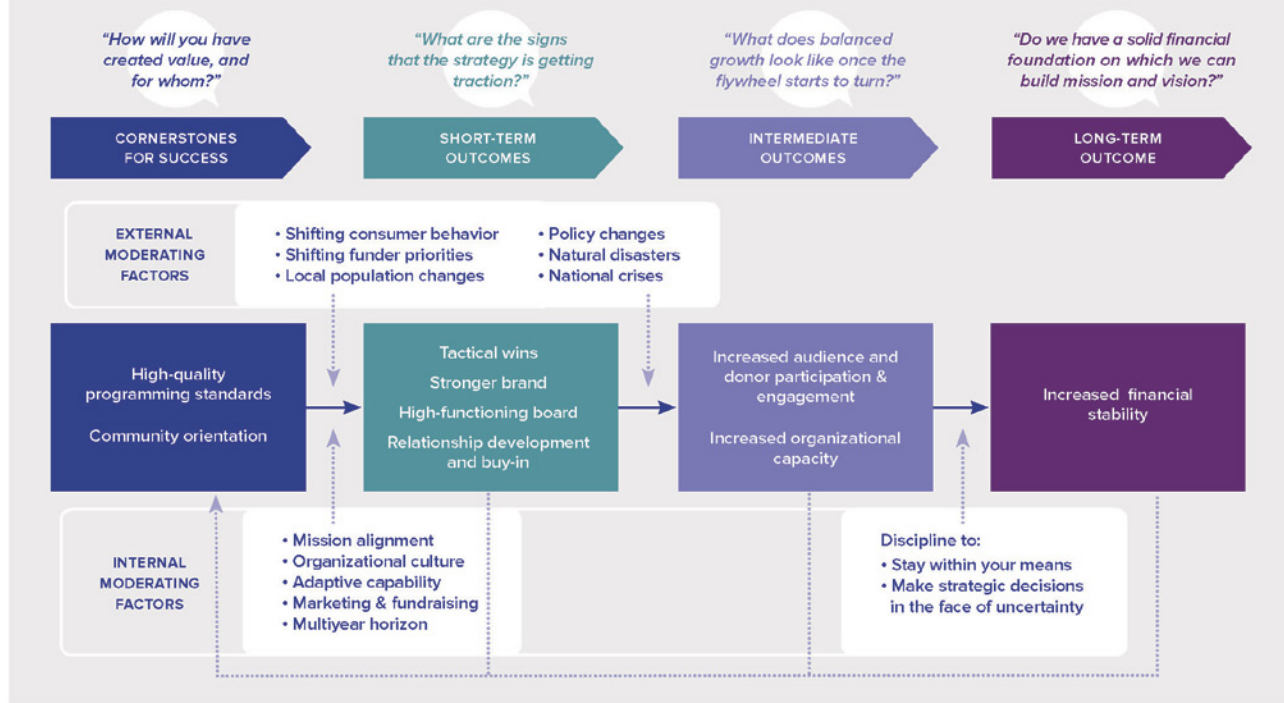 “How will you have
created value, and
for whom?”
“What are the signs
that the strategy is getting
traction?”
“What does balanced
growth look like once the
flywheel starts to turn?”
“Do we have a solid financial
foundation on which we can
build mission and vision?”
CORNERSTONES
FOR SUCCESS
SHORT-TERM
OUTCOMES
INTERMEDIATE
OUTCOMES
LONG-TERM
OUTCOME
EXTERNAL
MODERATING
FACTORS
• Shifting consumer behavior
• Shifting funder priorities
• Local population changes
• Policy changes
• Natural disasters
• National crises
High-quality
programming standards
Community orientation
Tactical wins
Stronger brand
High-functioning board
Relationship development
and buy-in
Increased audience and
donor participation &
engagement
Increased organizational
capacity
Increased financial
stability
INTERNAL
MODERATING
FACTORS
• Mission alignment
• Organizational culture
• Adaptive capability
• Marketing & fundraising
• Multiyear horizon
Discipline to:
• Stay within your means
• Make strategic decisions
in the face of uncertainty